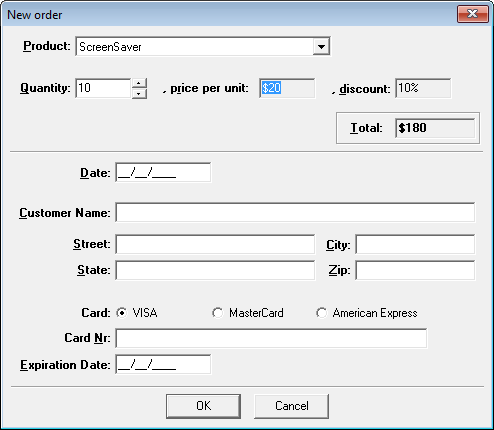 New order
Product: ScreenSaver
Quantity: 10 , price per unit: $20 , discount: 10%
Total: $180
Date: __/__/____
Customer Name:
Street: City:
State: Zip:
Card: VISA MasterCard American Express
Card Nr:
Expiration Date: __/__/____
OK Cancel